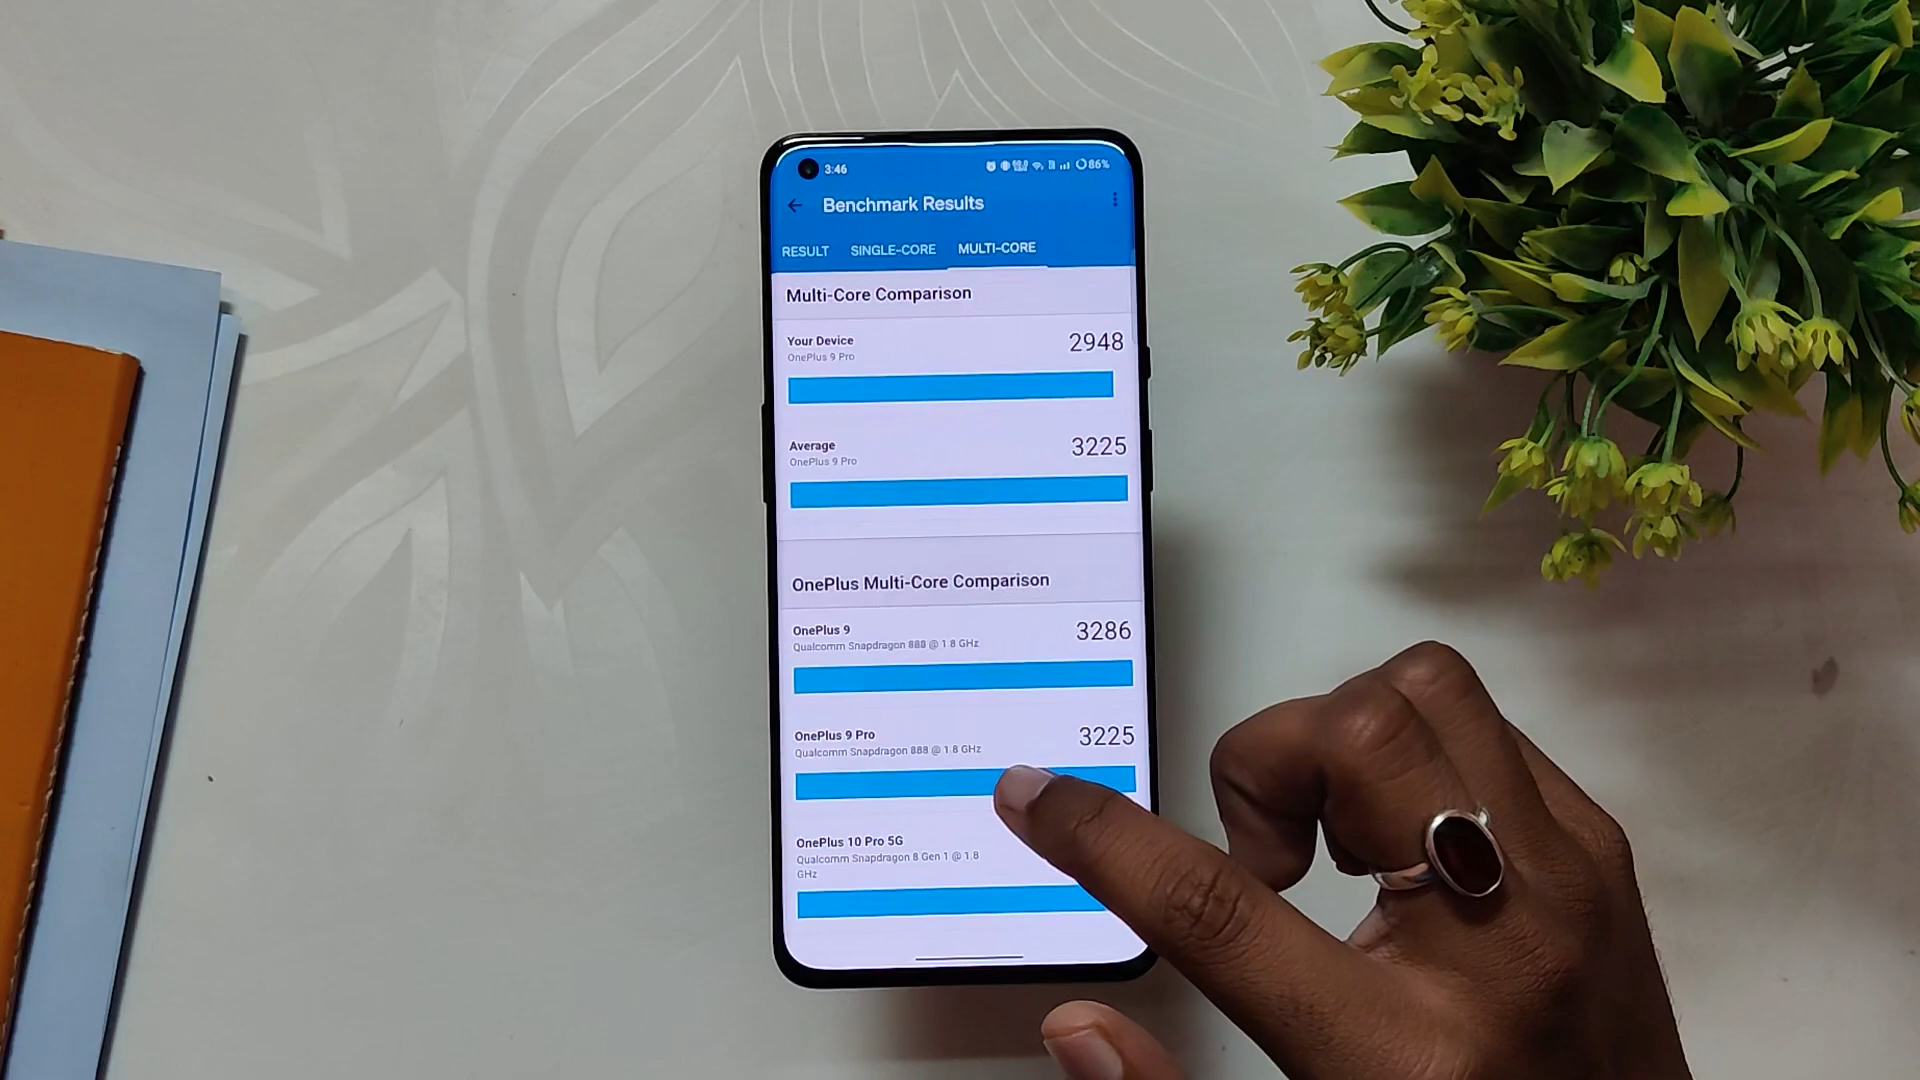 3:46
86%
Benchmark Results
RESULT SINGLE-CORE MULTI-CORE
Multi-Core Comparison
Your Device 2948
OnePlus 9 Pro
Average 3225
OnePlus 9 Pro
OnePlus Multi-Core Comparison
OnePlus 9 3286
Qualcomm Snapdragon 888 @ 1.8 GHz
OnePlus 9 Pro 3225
Qualcomm Snapdragon 888 @ 1.8 GHz
OnePlus 10 Pro 5G
Qualcomm Snapdragon 8 Gen 1 @ 1.8
GHz